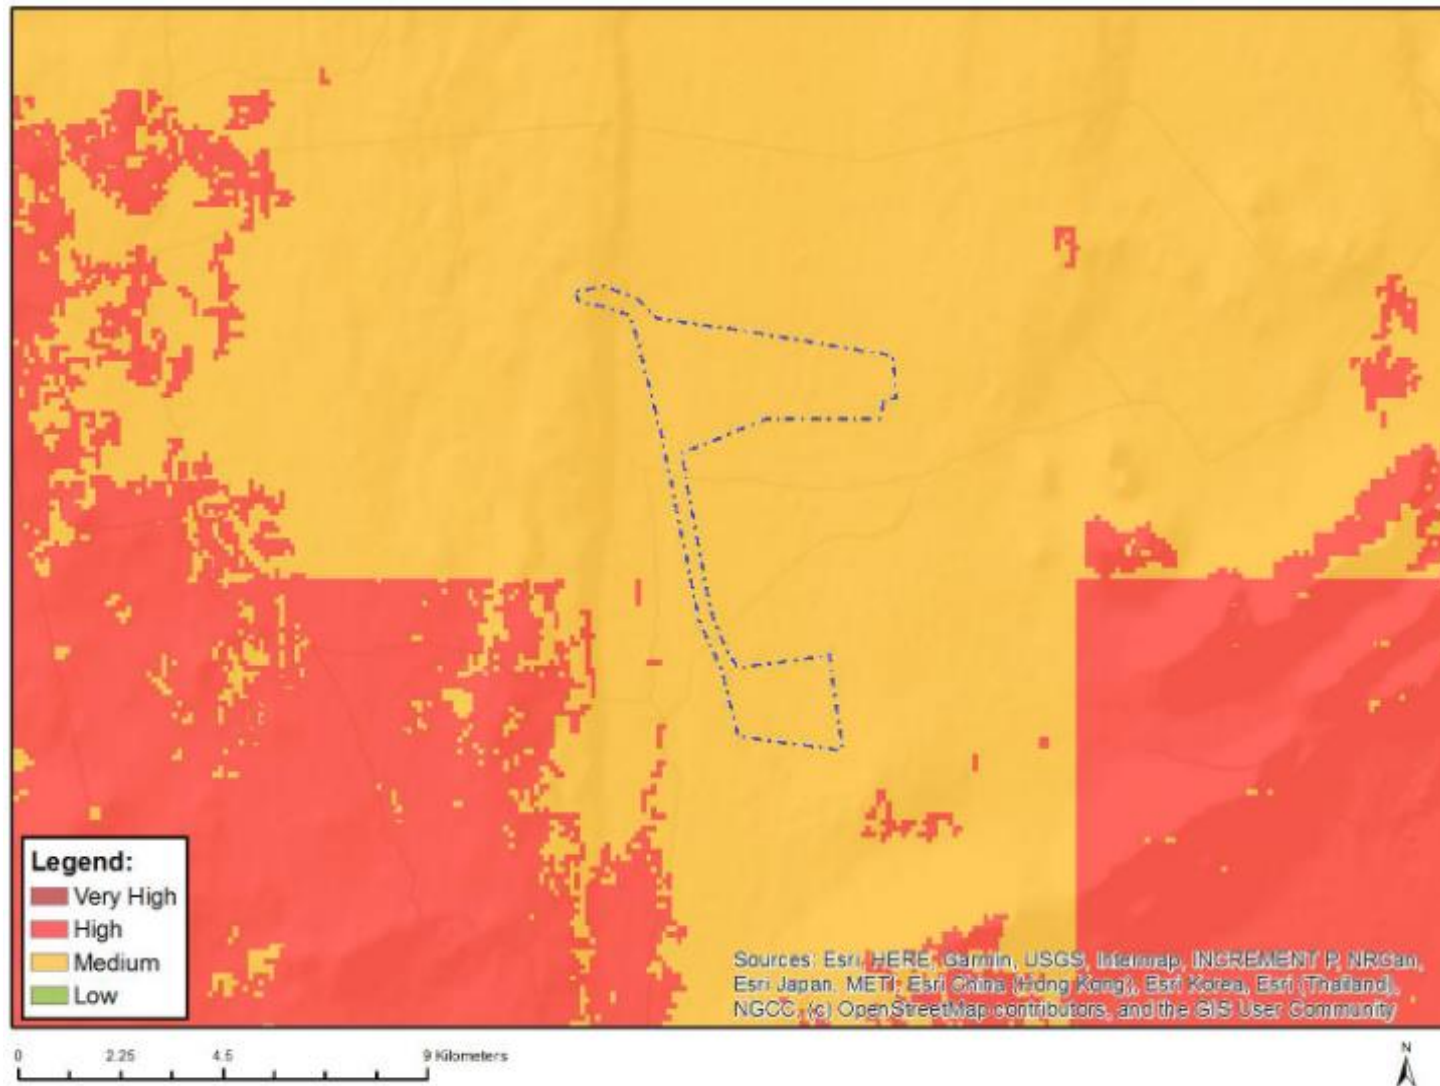 Legend:
Very High
High
Medium
Low
Sources: Esri, HERE, Garmin, USGS, Intermap, INCREMENT P, NRCan,
Esri Japan, METI, Esri China (Hong Kong), Esri Korea, Esri (Thailand),
NGCC, (c) OpenStreetMap contributors, and the GIS User Community
0 2.25 4.5 9 Kilometers
N